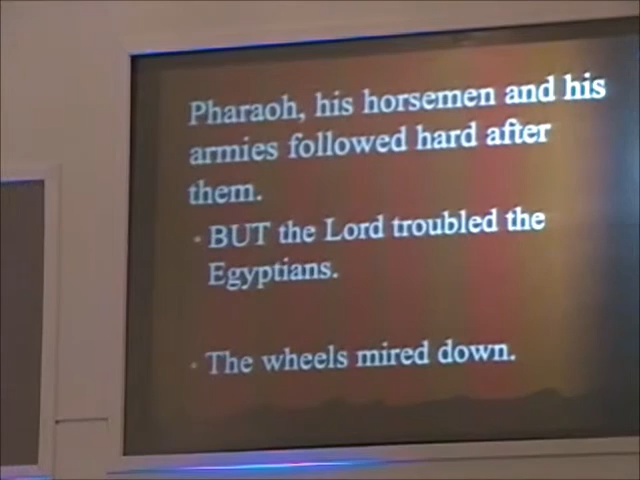 Pharaoh, his horsemen and his
armies followed hard after
them.
- BUT the Lord troubled the
Egyptians.
- The wheels mired down.